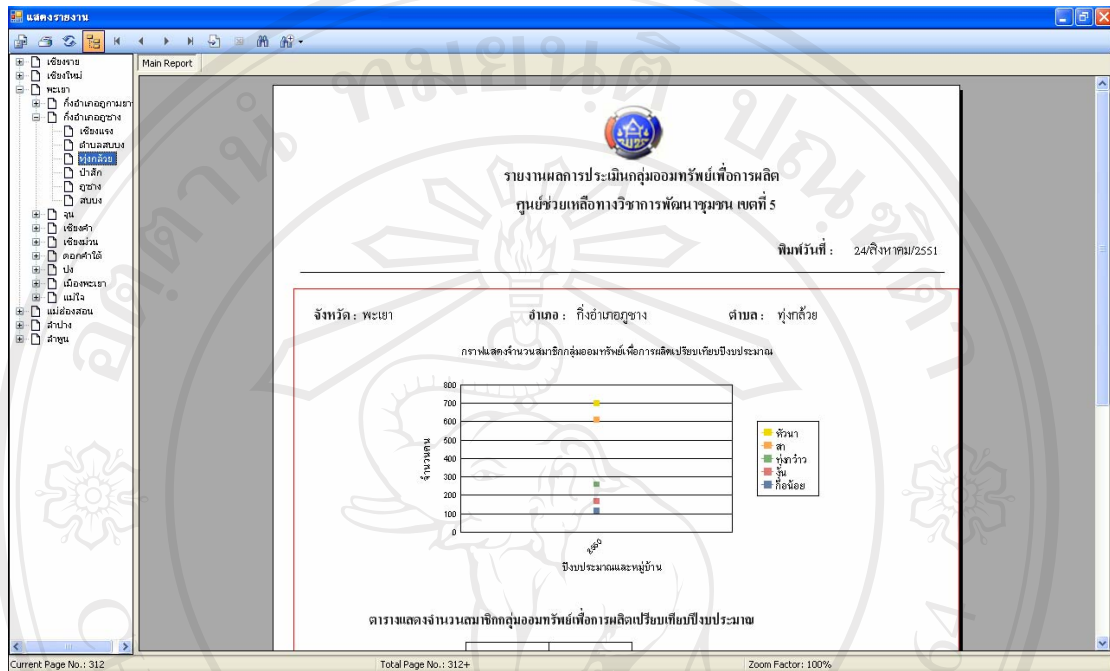 แสดงรายงาน
Main Report
เชียงราย
เชียงใหม่
พะเยา
กิ่งอำเภอภูกามยา
กิ่งอำเภอภูซาง
เชียงแรง
ตำบลสบบง
ทุ่งกล้วย
ป่าสัก
ภูซาง
สบบง
จุน
เชียงคำ
เชียงม่วน
ดอกคำใต้
ปง
เมืองพะเยา
แม่ใจ
แม่ฮ่องสอน
ลำปาง
ลำพูน
รายงานผลการประเมินกลุ่มออมทรัพย์เพื่อการผลิต
ศูนย์ช่วยเหลือทางวิชาการพัฒนาชุมชน เขตที่ 5
พิมพ์วันที่ : 24/สิงหาคม/2551
จังหวัด : พะเยา อำเภอ : กิ่งอำเภอภูซาง ตำบล : ทุ่งกล้วย
กราฟแสดงจำนวนสมาชิกกลุ่มออมทรัพย์เพื่อการผลิตเปรียบเทียบปีงบประมาณ
800
700
600
500
400
300
200
100
0
จำนวนคน
2550
ปีงบประมาณและหมู่บ้าน
หัวนา
สา
ทุ่งกว๋าว
งุ้น
ก๊อน้อย
ตารางแสดงจำนวนสมาชิกกลุ่มออมทรัพย์เพื่อการผลิตเปรียบเทียบปีงบประมาณ
Current Page No.: 312 Total Page No.: 312+ Zoom Factor: 100%